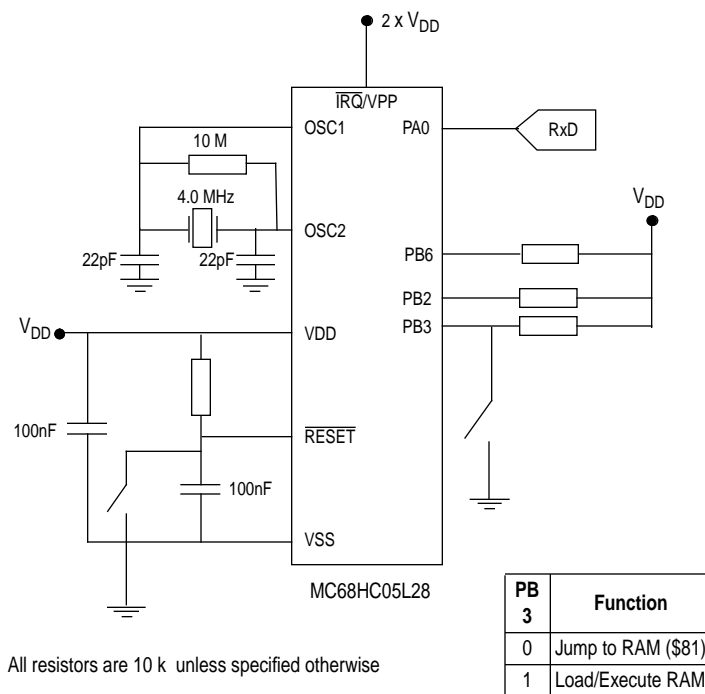 2 x VDD
IRQ/VPP
OSC1
PA0
RxD
10 M
4.0 MHz
VDD
OSC2
PB6
22pF
22pF
PB2
VDD
VDD
PB3
100nF
RESET
100nF
VSS
MC68HC05L28
PB
3
Function
0
Jump to RAM ($81)
1
Load/Execute RAM
All resistors are 10 k unless specified otherwise